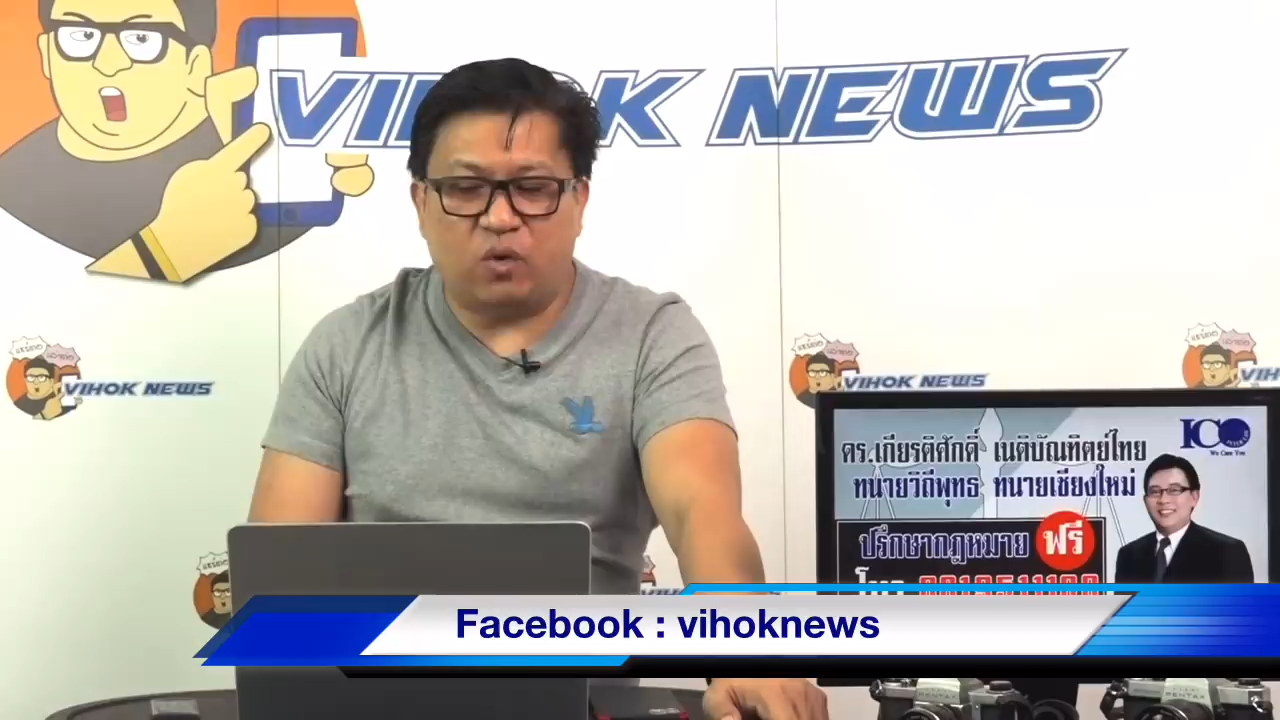 VIHOK NEWS
VIHOK NEWS
VIHOK NEWS
ดร.เกียรติศักดิ์ เนติบัณฑิตย์ไทย
ทนายวิถีพุทธ ทนายเชียงใหม่
ICO
We Care You
ปรึกษากฎหมาย ฟรี
Facebook : vihoknews
PENTAX
PENTAX